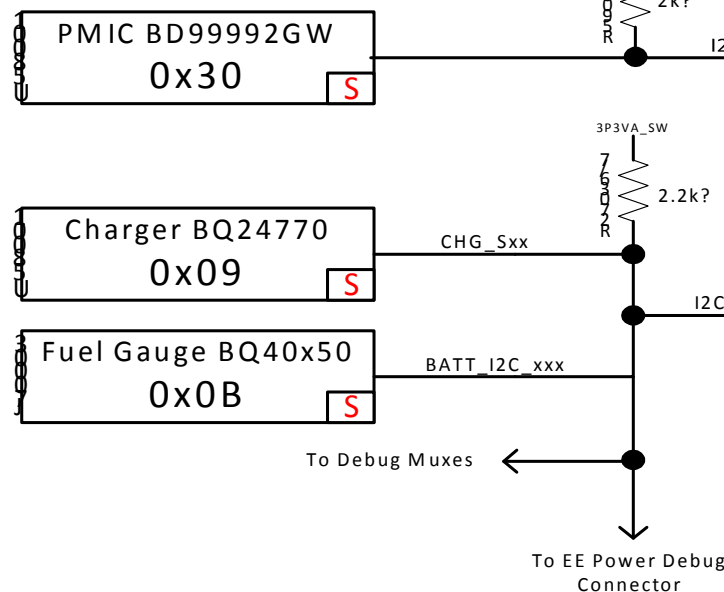 2k?
PMIC BD99992GW
0x30
S
I2
3P3VA_SW
2.2k?
Charger BQ24770
0x09
S
CHG_Sxx
I2C
Fuel Gauge BQ40x50
0x0B
S
BATT_I2C_xxx
To Debug Muxes
To EE Power Debug
Connector